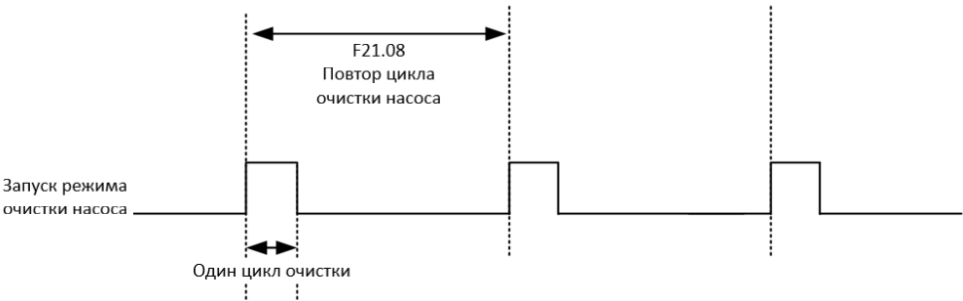 F21.08
Повтор цикла
очистки насоса
Запуск режима
очистки насоса
Один цикл очистки